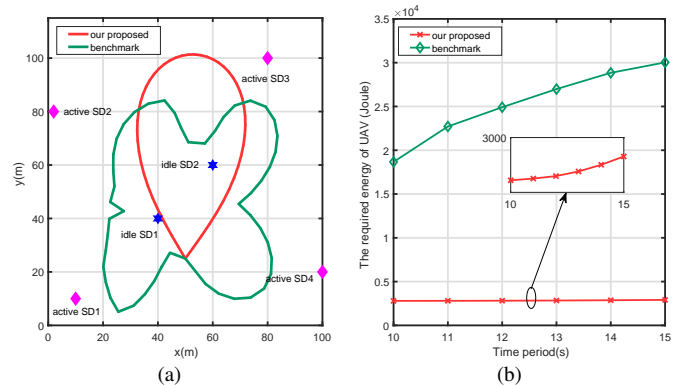 our proposed
benchmark
active SD3
active SD2
idle SD2
idle SD1
active SD4
active SD1
100
80
60
40
20
0
0
20
40
60
80
100
y(m)
x(m)
(a)
×10⁴
our proposed
benchmark
3.5
3
2.5
2
1.5
1
0.5
0
The required energy of UAV (Joule)
3000
10
15
10
11
12
13
14
15
Time period(s)
(b)